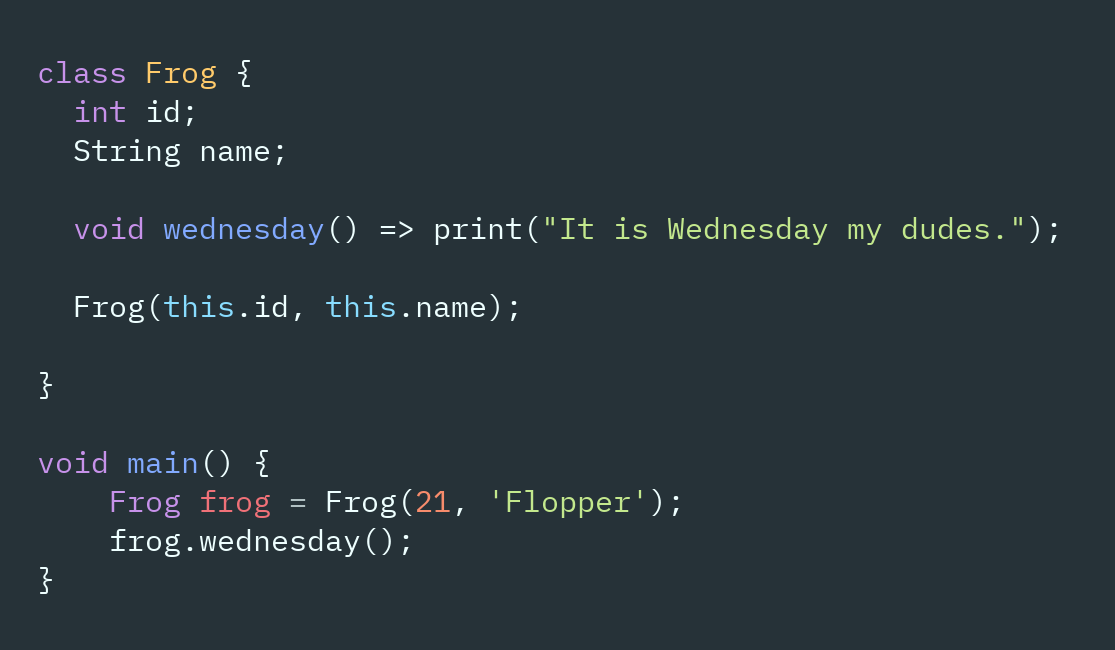 class Frog {
  int id;
  String name;

  void wednesday() => print("It is Wednesday my dudes.");

  Frog(this.id, this.name);

}

void main() {
    Frog frog = Frog(21, 'Flopper');
    frog.wednesday();
}